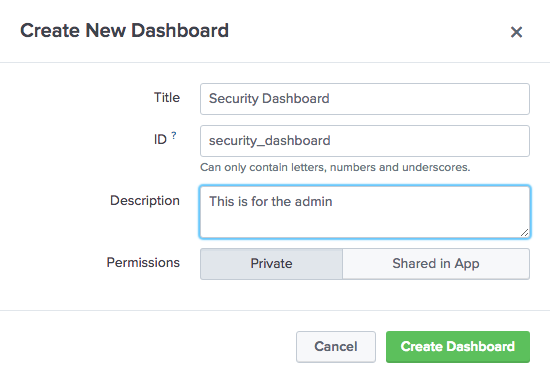 Create New Dashboard ×
Title Security Dashboard
ID ? security_dashboard
Can only contain letters, numbers and underscores.
Description This is for the admin
Permissions Private Shared in App
Cancel Create Dashboard